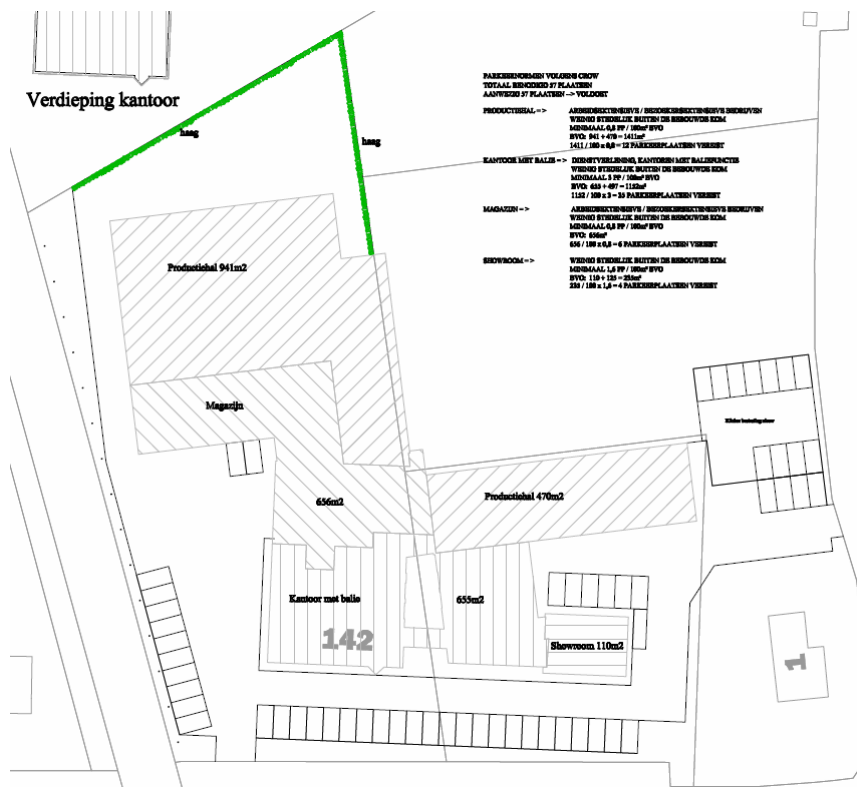 Verdieping kantoor
haag
haag
PARKEERNORMEN VOLGENS CROW
TOTAAL BENODIGD 57 PLAATSEN
AANWEZIG 57 PLAATSEN --> VOLDOET
PRODUCTIEHAL =>
ARBEIDSEXTENSIEVE / BEZOEKERSEXTENSIEVE BEDRIJVEN
WEINIG STEDELIJK BUITEN DE BEBOUWDE KOM
MINIMAAL 0,8 PP / 100m² BVO
BVO: 941 + 470 = 1411m²
1411 / 100 x 0,8 = 12 PARKEERPLAATSEN VEREIST
KANTOOR MET BALIE =>
DIENSTVERLENING, KANTOREN MET BALIEFUNCTIE
WEINIG STEDELIJK BUITEN DE BEBOUWDE KOM
MINIMAAL 3 PP / 100m² BVO
BVO: 655 + 497 = 1152m²
1152 / 100 x 3 = 35 PARKEERPLAATSEN VEREIST
MAGAZIJN =>
ARBEIDSEXTENSIEVE / BEZOEKERSEXTENSIEVE BEDRIJVEN
WEINIG STEDELIJK BUITEN DE BEBOUWDE KOM
MINIMAAL 0,8 PP / 100m² BVO
BVO: 656m²
656 / 100 x 0,8 = 6 PARKEERPLAATSEN VEREIST
SHOWROOM =>
WEINIG STEDELIJK BUITEN DE BEBOUWDE KOM
MINIMAAL 1,6 PP / 100m² BVO
BVO: 110 + 125 = 235m²
235 / 100 x 1,6 = 4 PARKEERPLAATSEN VEREIST
Productiehal 941m2
Magazijn
656m2
Productiehal 470m2
Kantoor met balie
655m2
142
Showroom 110m2
1